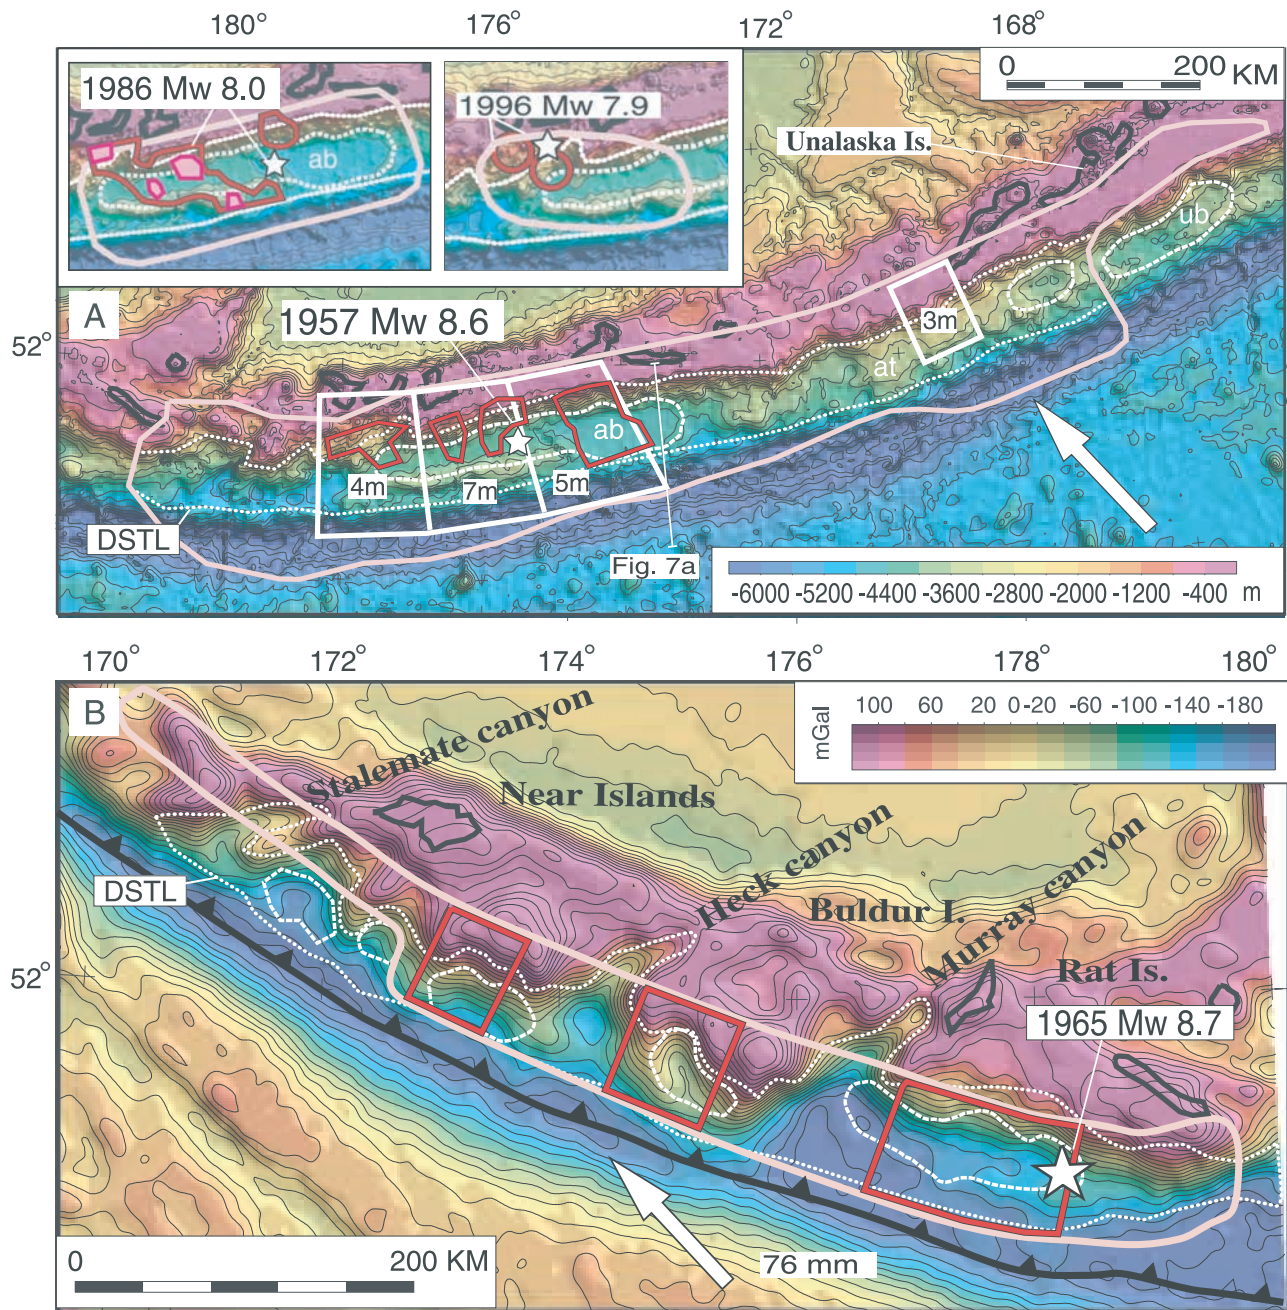 180° 176° 172° 168°
1986 Mw 8.0
ab
1996 Mw 7.9
0 200 KM
Unalaska Is.
ub
A
1957 Mw 8.6
3m
52°
at
ab
4m 7m 5m
DSTL
Fig. 7a
-6000 -5200 -4400 -3600 -2800 -2000 -1200 -400 m
170° 172° 174° 176° 178° 180°
B
mGal
100 60 20 0 -20 -60 -100 -140 -180
Stalemate canyon
Near Islands
Heck canyon
Buldur I.
Murray canyon
DSTL
52°
Rat Is.
1965 Mw 8.7
76 mm
0 200 KM